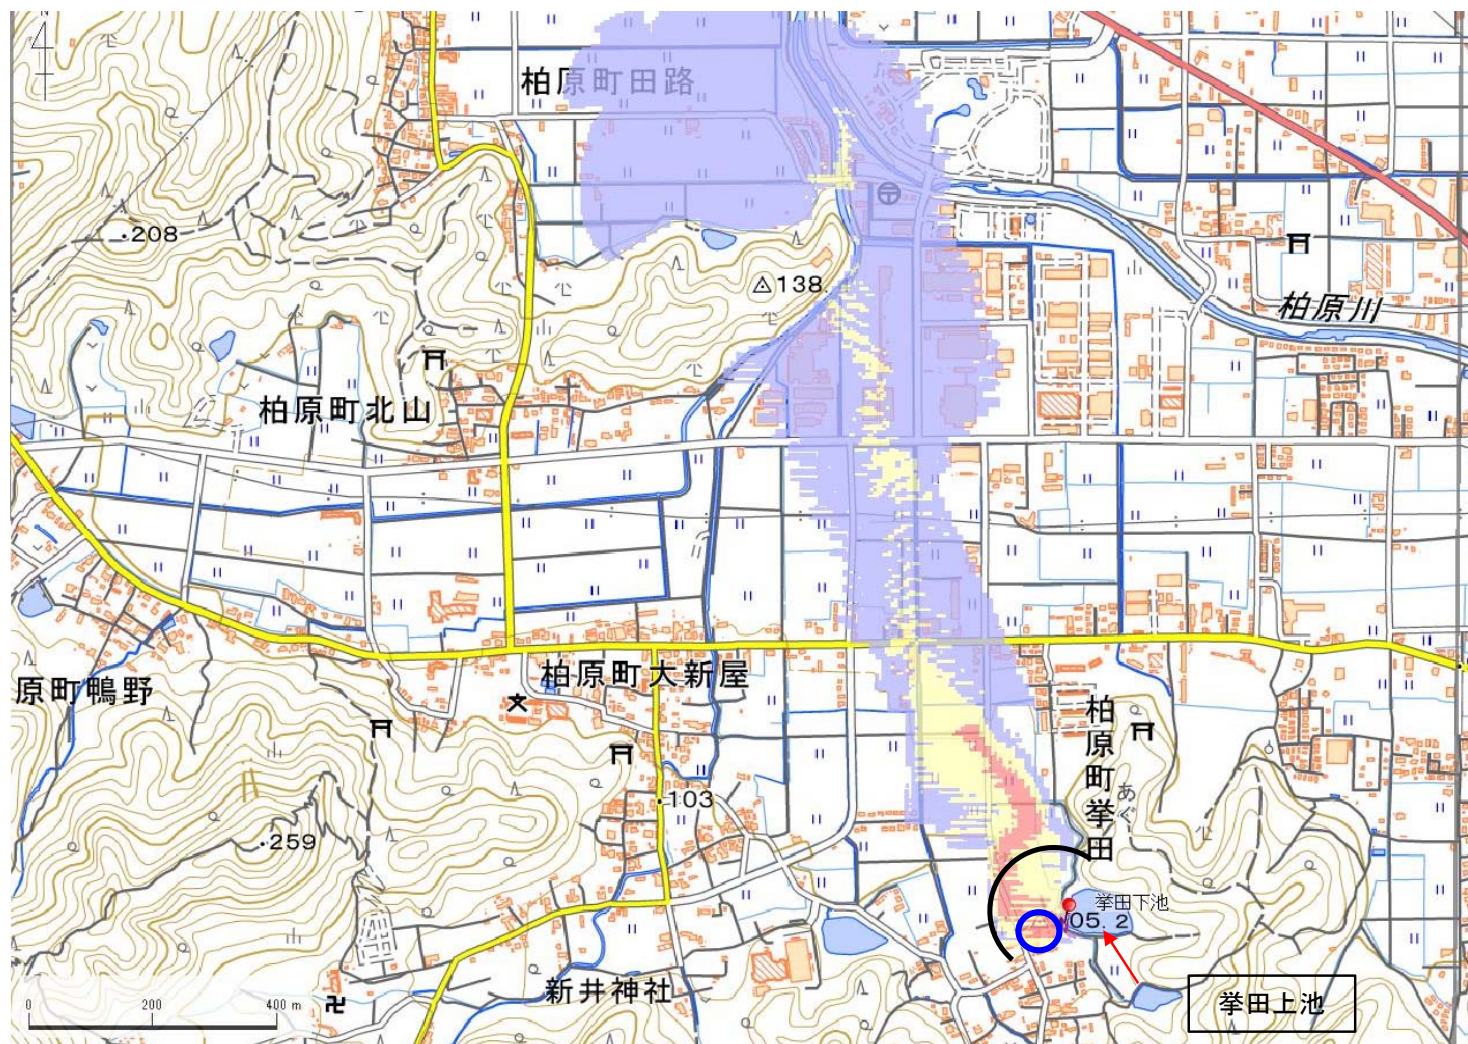 N
柏原町田路
・208
138
柏原川
柏原町北山
原町鴨野
柏原町大新屋
柏原町挙田
あぐ
103
・259
挙田下池
05.2
新井神社
挙田上池
0 200 400 m